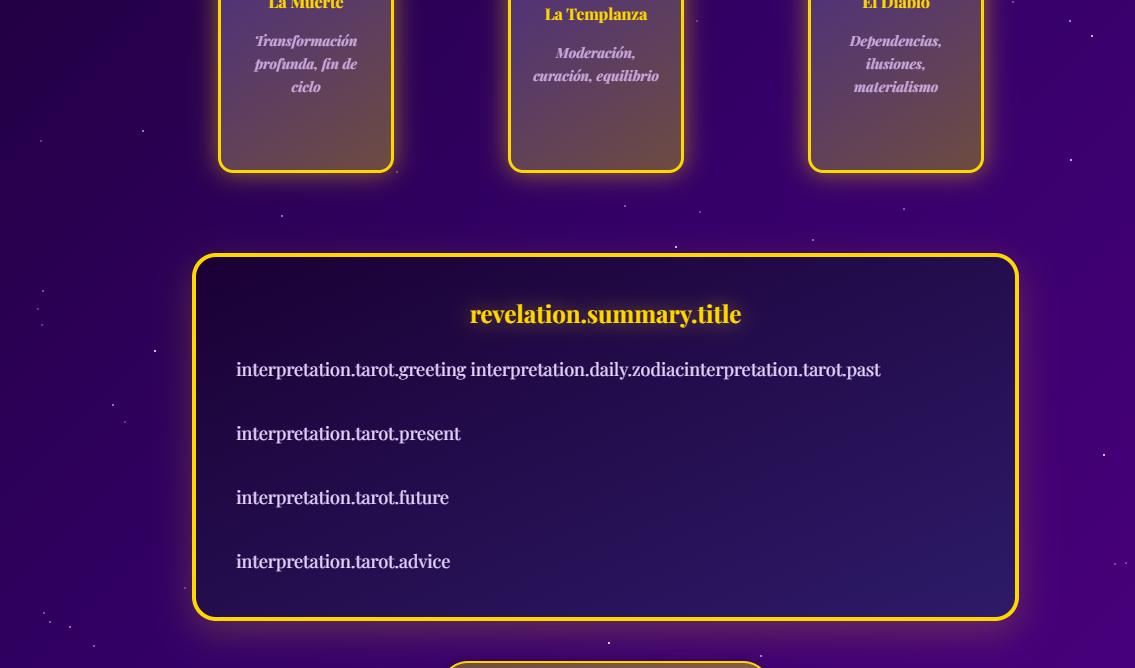 La Muerte
Transformación
profunda, fin de
ciclo
La Templanza
Moderación,
curación, equilibrio
El Diablo
Dependencias,
ilusiones,
materialismo
revelation.summary.title
interpretation.tarot.greeting interpretation.daily.zodiacinterpretation.tarot.past
interpretation.tarot.present
interpretation.tarot.future
interpretation.tarot.advice